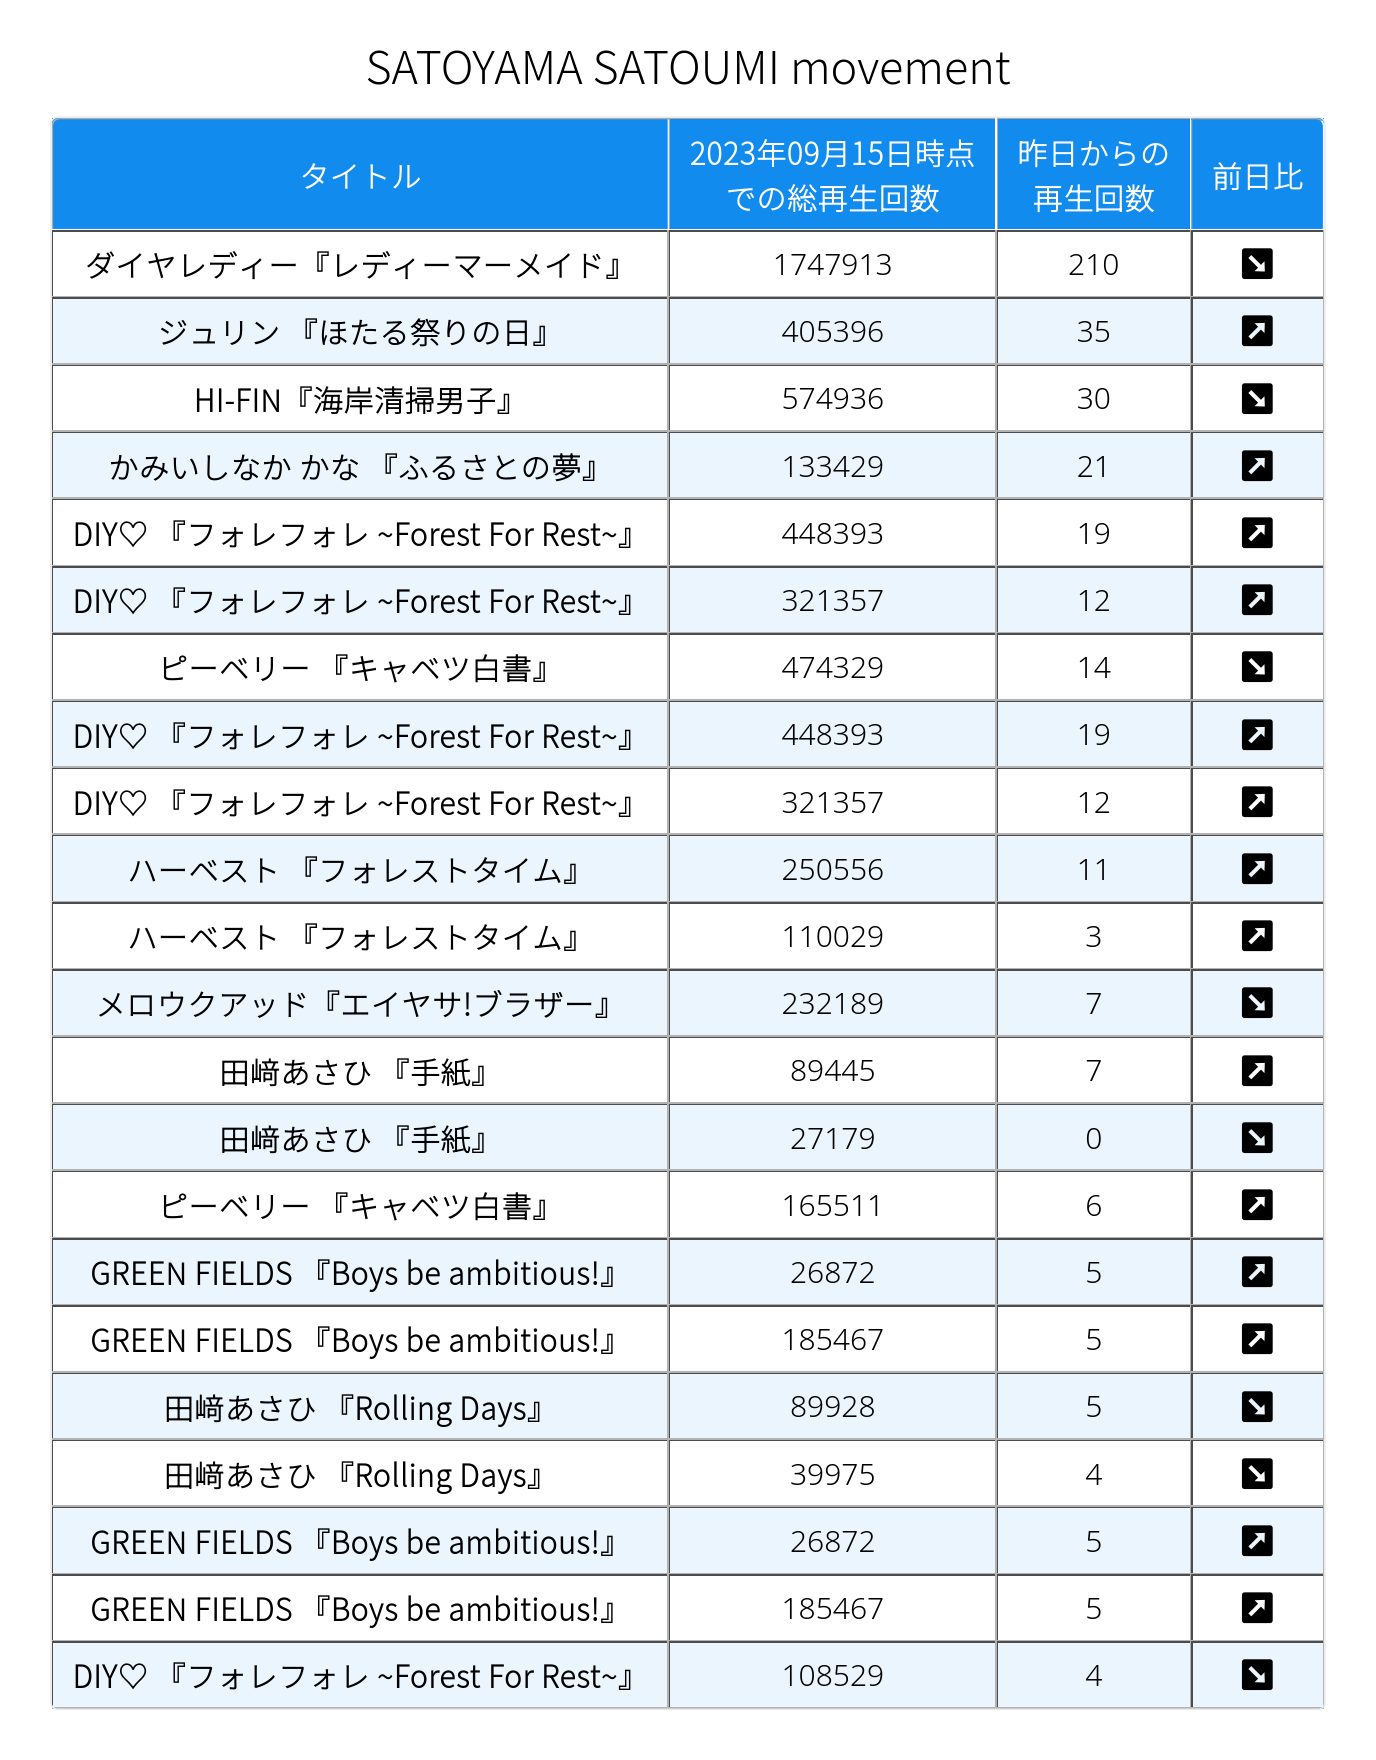 SATOYAMA SATOUMI movement
タイトル 2023年09月15日時点での総再生回数 昨日からの再生回数 前日比
ダイヤレディー『レディーマーメイド』 1747913 210 ↘
ジュリン 『ほたる祭りの日』 405396 35 ↗
HI-FIN『海岸清掃男子』 574936 30 ↘
かみいしなか かな 『ふるさとの夢』 133429 21 ↗
DIY♡ 『フォレフォレ ~Forest For Rest~』 448393 19 ↗
DIY♡ 『フォレフォレ ~Forest For Rest~』 321357 12 ↗
ピーベリー 『キャベツ白書』 474329 14 ↘
DIY♡ 『フォレフォレ ~Forest For Rest~』 448393 19 ↗
DIY♡ 『フォレフォレ ~Forest For Rest~』 321357 12 ↗
ハーベスト 『フォレストタイム』 250556 11 ↗
ハーベスト 『フォレストタイム』 110029 3 ↗
メロウクアッド『エイヤサ!ブラザー』 232189 7 ↘
田﨑あさひ 『手紙』 89445 7 ↗
田﨑あさひ 『手紙』 27179 0 ↘
ピーベリー 『キャベツ白書』 165511 6 ↗
GREEN FIELDS 『Boys be ambitious!』 26872 5 ↗
GREEN FIELDS 『Boys be ambitious!』 185467 5 ↗
田﨑あさひ 『Rolling Days』 89928 5 ↘
田﨑あさひ 『Rolling Days』 39975 4 ↘
GREEN FIELDS 『Boys be ambitious!』 26872 5 ↗
GREEN FIELDS 『Boys be ambitious!』 185467 5 ↗
DIY♡ 『フォレフォレ ~Forest For Rest~』 108529 4 ↘